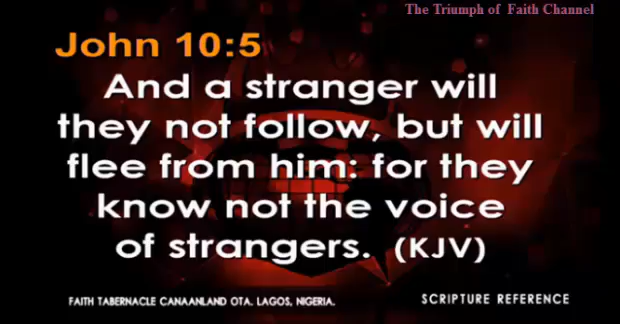 The Triumph of Faith Channel
John 10:5
And a stranger will
they not follow, but will
flee from him: for they
know not the voice
of strangers. (KJV)
FAITH TABERNACLE CANAANLAND OTA. LAGOS, NIGERIA.
SCRIPTURE REFERENCE